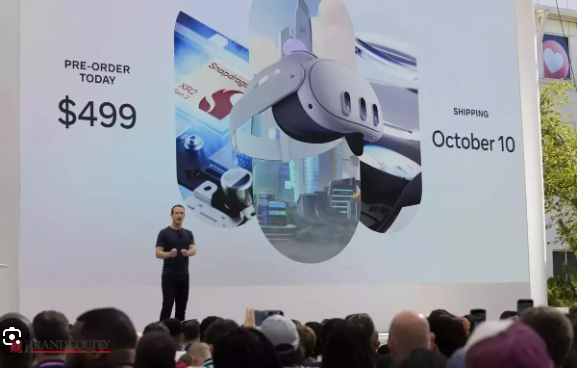 PRE-ORDER
TODAY
$499
Snapdragon
XR2
SHIPPING
October 10
BRANDEQUITY